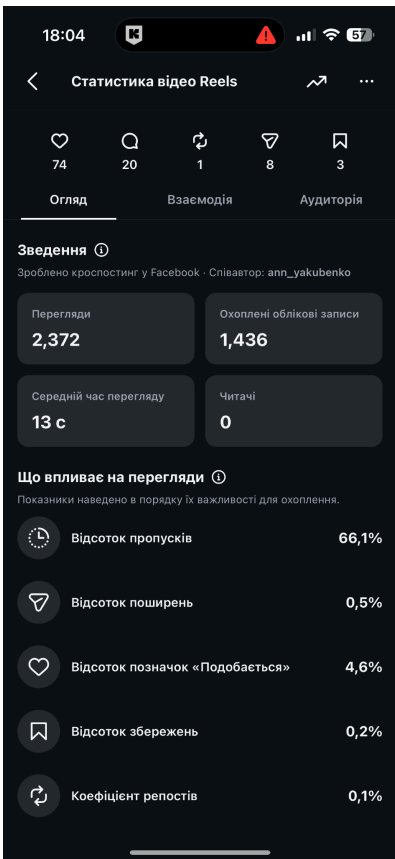 18:04
K
57
Статистика відео Reels
74
20
1
8
3
Огляд
Взаємодія
Аудиторія
Зведення
Зроблено кроспостинг у Facebook · Співавтор: ann_yakubenko
Перегляди
2,372
Охоплені облікові записи
1,436
Середній час перегляду
13 с
Читачі
0
Що впливає на перегляди
Показники наведено в порядку їх важливості для охоплення.
Відсоток пропусків
66,1%
Відсоток поширень
0,5%
Відсоток позначок «Подобається»
4,6%
Відсоток збережень
0,2%
Коефіцієнт репостів
0,1%